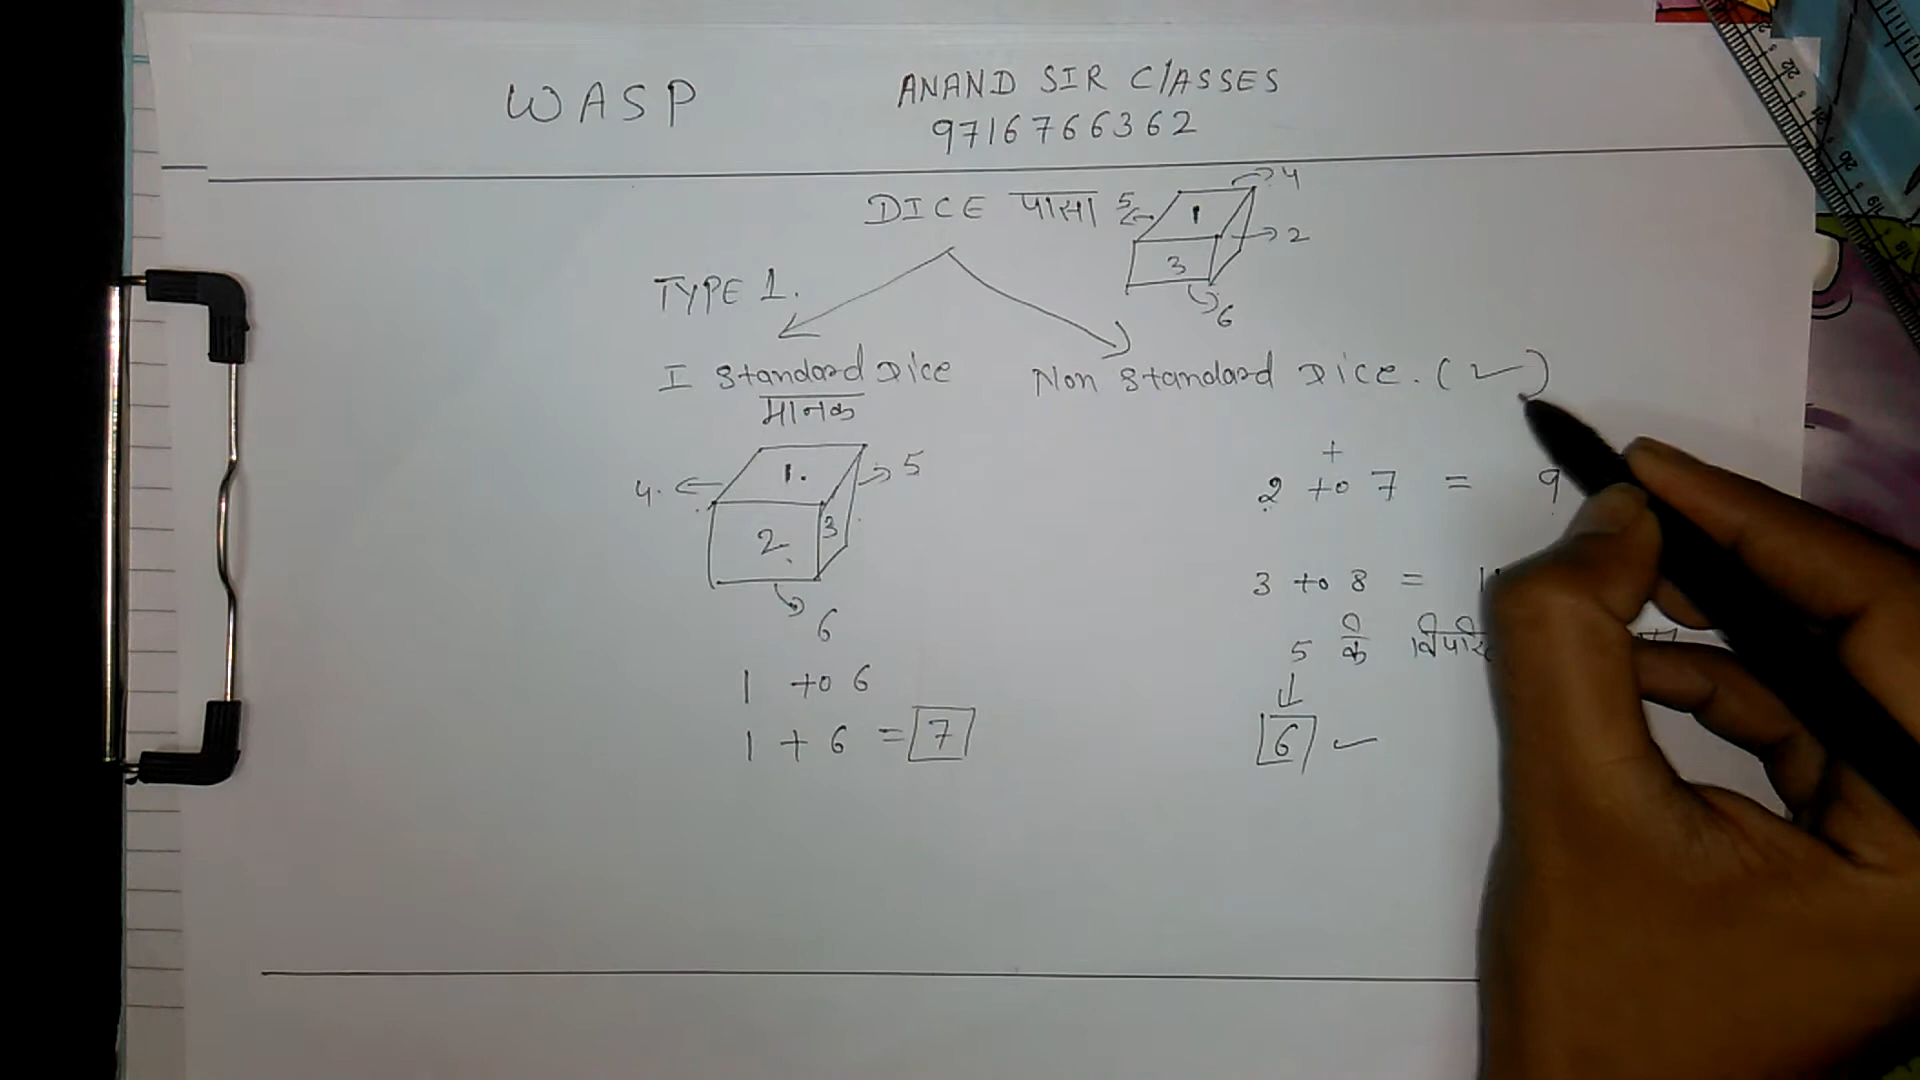 WASP
ANAND SIR ClASSES
9716766362
DICE पासा
5 1 4
2
3
6
TYPE 1.
I Standard Dice
मानक
Non Standard Dice. (✓)
4. 1. 5
2 3
6
1 to 6
1 + 6 = 7
+
2 to 7 = 9
3 to 8 =
5 के
↓
6 ✓